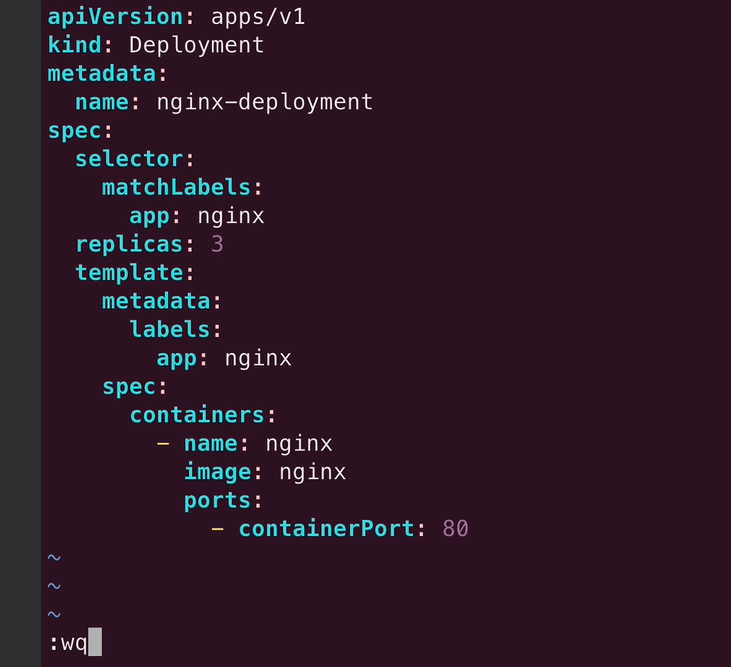 apiVersion: apps/v1
kind: Deployment
metadata:
  name: nginx-deployment
spec:
  selector:
    matchLabels:
      app: nginx
  replicas: 3
  template:
    metadata:
      labels:
        app: nginx
    spec:
      containers:
        - name: nginx
          image: nginx
          ports:
            - containerPort: 80
~
~
~
:wq